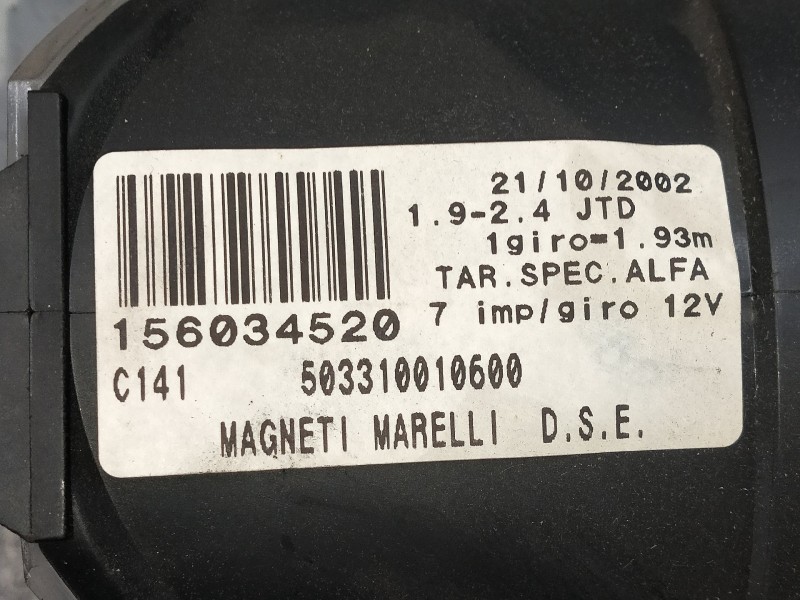 21/10/2002
1.9-2.4 JTD
1giro=1.93m
TAR.SPEC.ALFA
156034520 7 imp/giro 12V
C141 503310010600
MAGNETI MARELLI D.S.E.